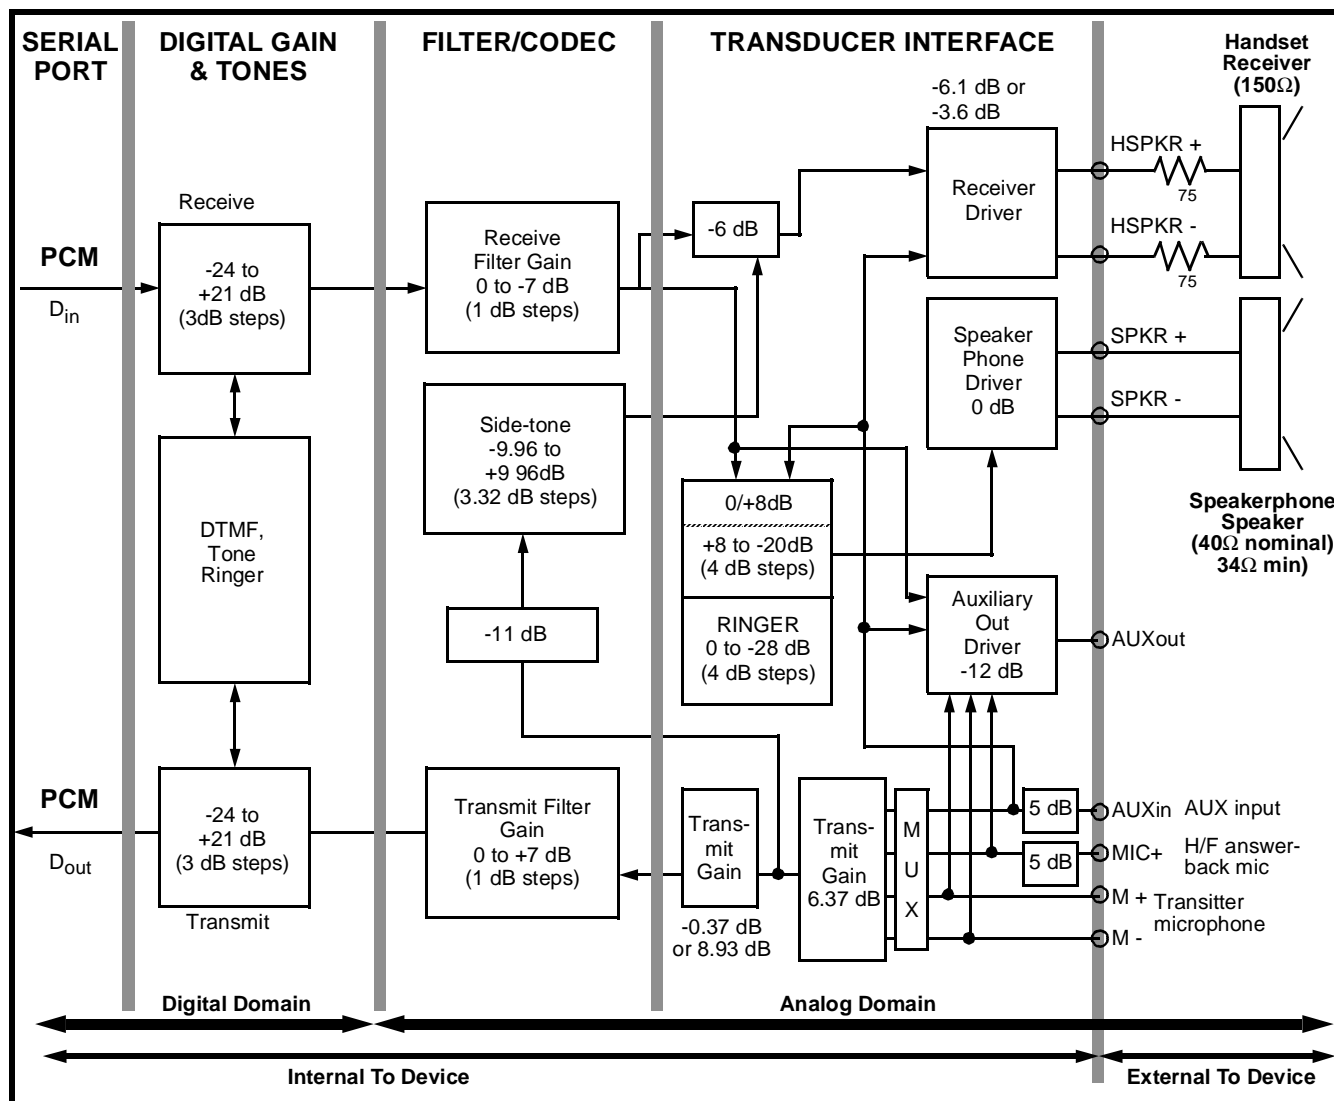 SERIAL
PORT
DIGITAL GAIN
& TONES
FILTER/CODEC
TRANSDUCER INTERFACE
Handset
Receiver
(150Ω)
-6.1 dB or
-3.6 dB
HSPKR +
75
Receiver
Driver
HSPKR -
75
Receive
PCM
Din
-24 to
+21 dB
(3dB steps)
Receive
Filter Gain
0 to -7 dB
(1 dB steps)
-6 dB
Speaker
Phone
Driver
0 dB
SPKR +
SPKR -
Side-tone
-9.96 to
+9 96dB
(3.32 dB steps)
DTMF,
Tone
Ringer
0/+8dB
+8 to -20dB
(4 dB steps)
RINGER
0 to -28 dB
(4 dB steps)
Speakerphone
Speaker
(40Ω nominal)
34Ω min)
-11 dB
Auxiliary
Out
Driver
-12 dB
AUXout
PCM
Dout
-24 to
+21 dB
(3 dB steps)
Transmit
Transmit Filter
Gain
0 to +7 dB
(1 dB steps)
Trans-
mit
Gain
-0.37 dB
or 8.93 dB
Trans-
mit
Gain
6.37 dB
M
U
X
5 dB
AUXin
AUX input
5 dB
MIC+
H/F answer-
back mic
M +
Transitter
microphone
M -
Digital Domain
Analog Domain
Internal To Device
External To Device